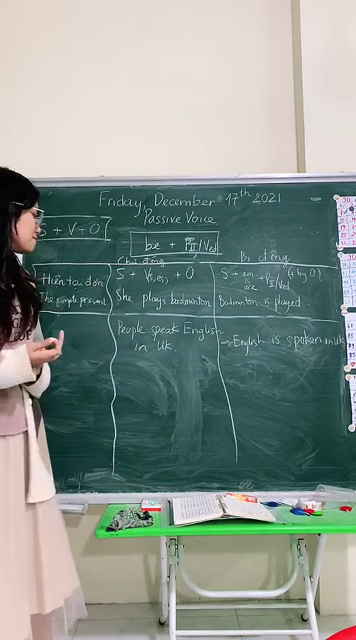 Friday, December 17th 2021
Passive Voice
S + V + O
be + PII/Ved
Chủ động
Bị động
Hiện tại đơn
The simple present
S + V(s,es) + O
S + am is are + PII/Ved (by O)
She plays badminton
Badminton is played.
People speak English
in UK.
→ English is spoken in UK